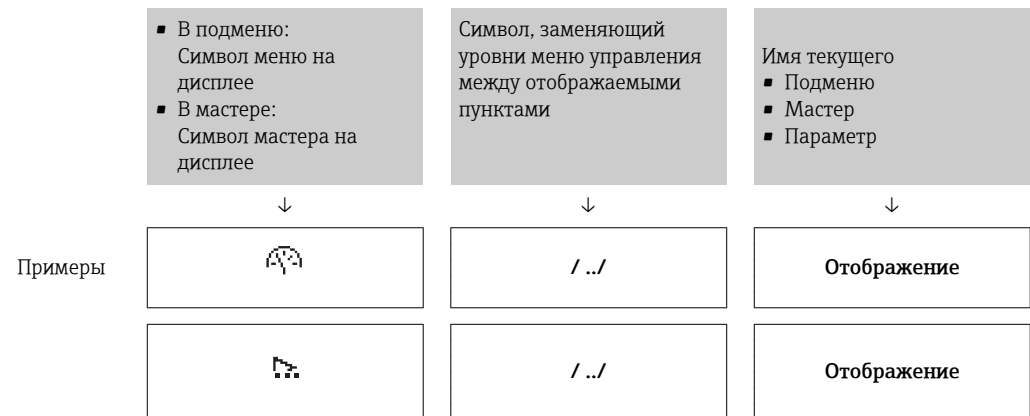 ▪ В подменю:
Символ меню на
дисплее
▪ В мастере:
Символ мастера на
дисплее
Символ, заменяющий
уровни меню управления
между отображаемыми
пунктами
Имя текущего
▪ Подменю
▪ Мастер
▪ Параметр
↓ ↓ ↓
Примеры
/ ../
Отображение
/ ../
Отображение